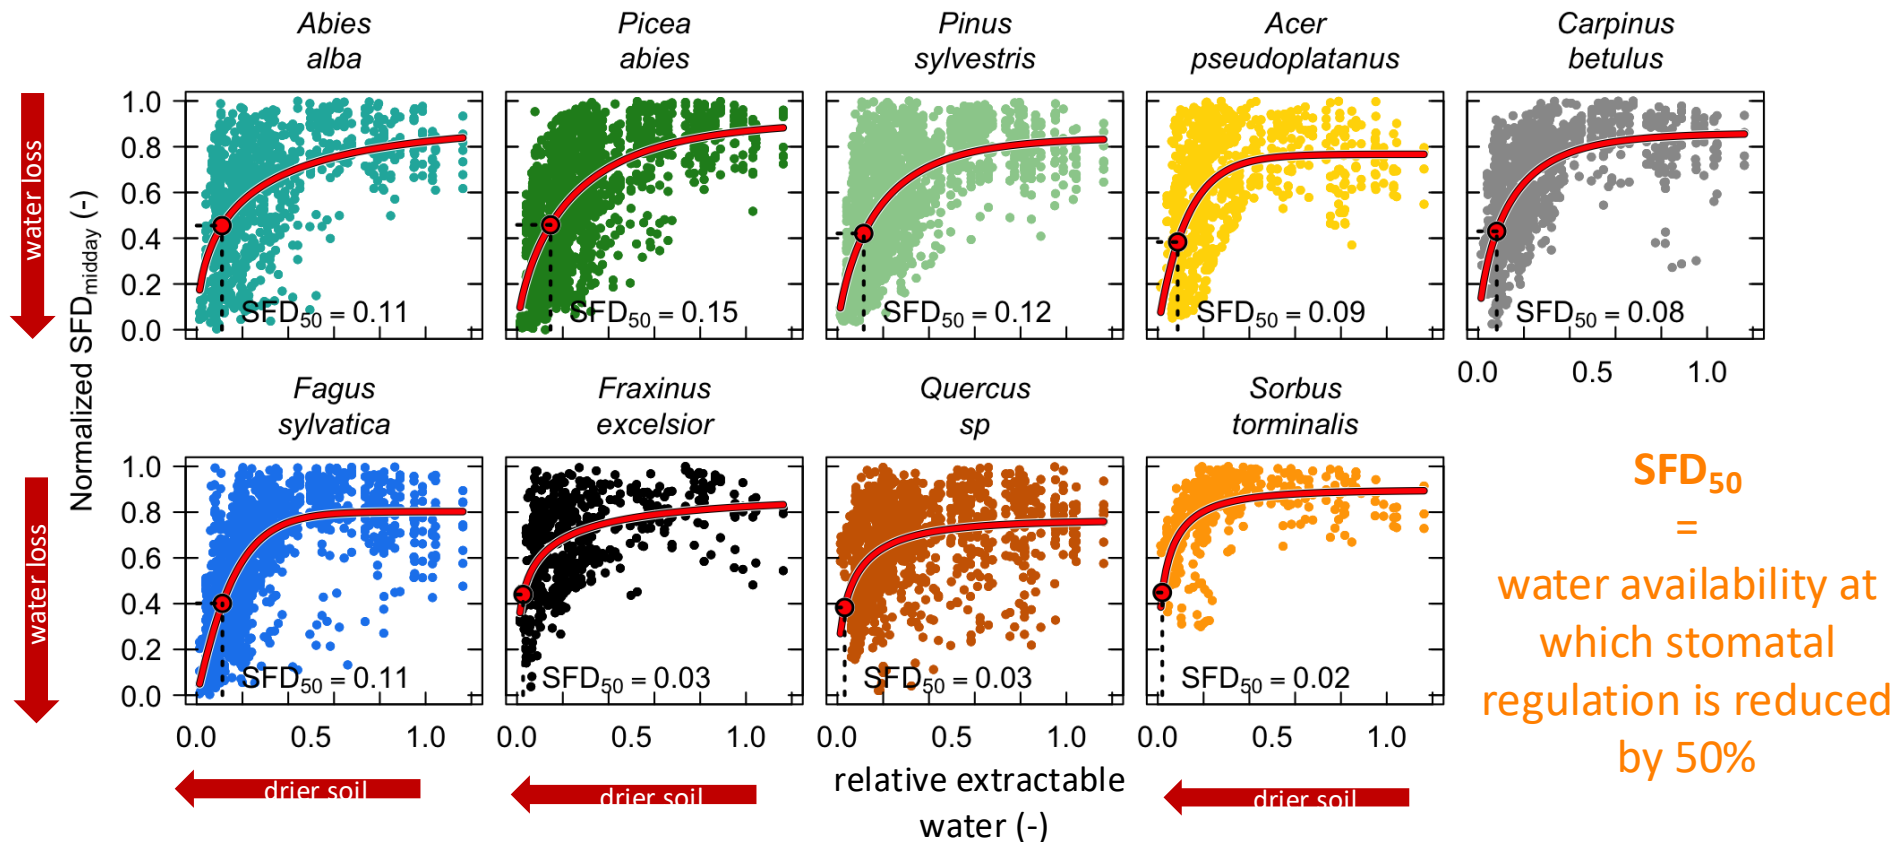 Abies
alba
Picea
abies
Pinus
sylvestris
Acer
pseudoplatanus
Carpinus
betulus
water loss
Normalized SFDmidday (-)
1.0
0.8
0.6
0.4
0.2
0.0
SFD50 = 0.11
SFD50 = 0.15
SFD50 = 0.12
SFD50 = 0.09
SFD50 = 0.08
0.0 0.5 1.0
Fagus
sylvatica
Fraxinus
excelsior
Quercus
sp
Sorbus
torminalis
water loss
1.0
0.8
0.6
0.4
0.2
0.0
SFD50 = 0.11
SFD50 = 0.03
SFD50 = 0.03
SFD50 = 0.02
0.0 0.5 1.0
0.0 0.5 1.0
0.0 0.5 1.0
0.0 0.5 1.0
drier soil
drier soil
relative extractable
water (-)
drier soil
SFD50
=
water availability at
which stomatal
regulation is reduced
by 50%